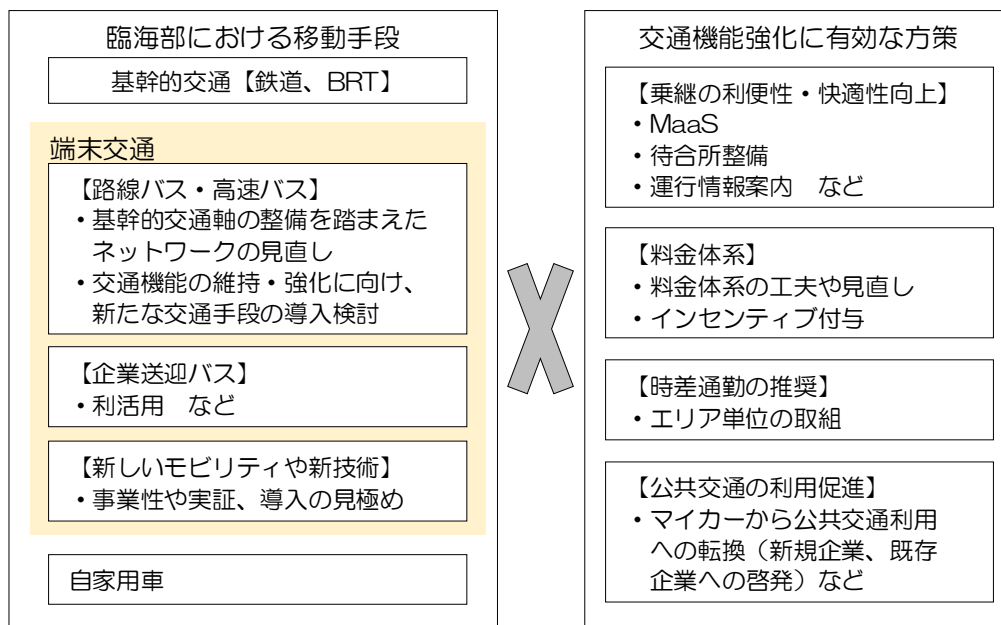 臨海部における移動手段
基幹的交通【鉄道、BRT】
端末交通
【路線バス・高速バス】
・基幹的交通軸の整備を踏まえた
ネットワークの見直し
・交通機能の維持・強化に向け、
新たな交通手段の導入検討
【企業送迎バス】
・利活用　など
【新しいモビリティや新技術】
・事業性や実証、導入の見極め
自家用車
交通機能強化に有効な方策
【乗継の利便性・快適性向上】
・MaaS
・待合所整備
・運行情報案内　など
【料金体系】
・料金体系の工夫や見直し
・インセンティブ付与
【時差通勤の推奨】
・エリア単位の取組
【公共交通の利用促進】
・マイカーから公共交通利用
への転換（新規企業、既存
企業への啓発）など